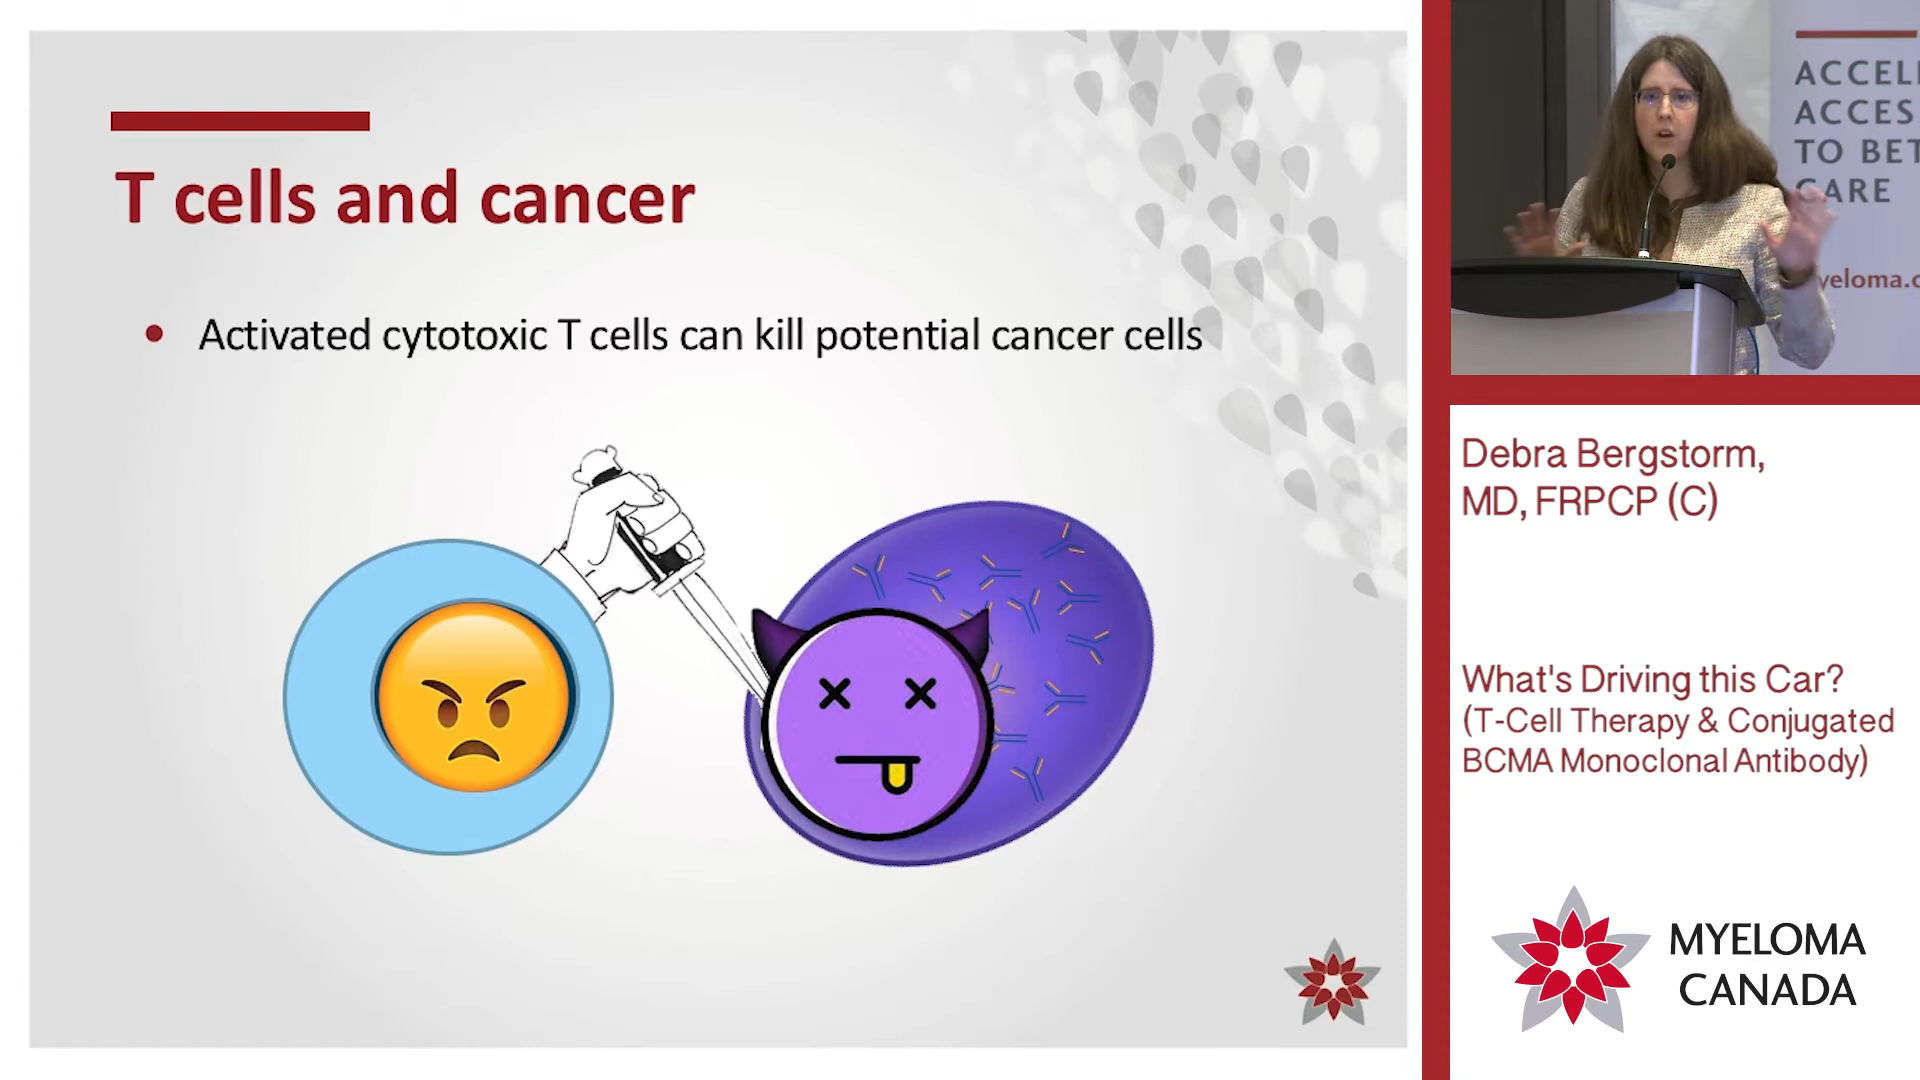 T cells and cancer
• Activated cytotoxic T cells can kill potential cancer cells
ACCEL
ACCES
TO BET
CARE
yeloma.c
Debra Bergstorm,
MD, FRPCP (C)
What's Driving this Car?
(T-Cell Therapy & Conjugated
BCMA Monoclonal Antibody)
MYELOMA
CANADA